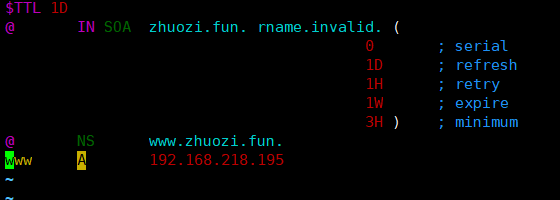 $TTL 1D
@ IN SOA zhuozi.fun. rname.invalid. (
0 ; serial
1D ; refresh
1H ; retry
1W ; expire
3H ) ; minimum
@ NS www.zhuozi.fun.
www A 192.168.218.195
~
~